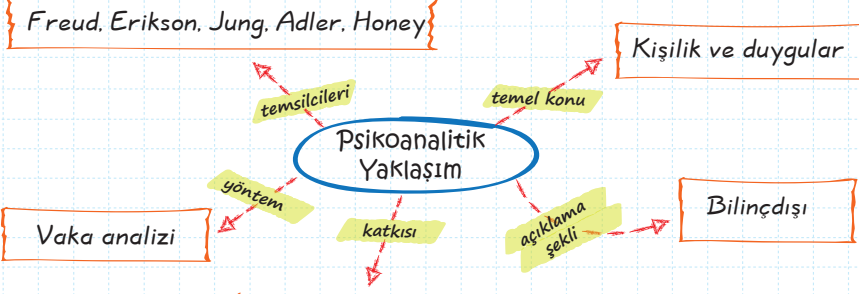 Freud, Erikson, Jung, Adler, Honey
Kişilik ve duygular
temsilcileri
temel konu
Psikoanalitik
Yaklaşım
yöntem
Vaka analizi
katkısı
açıklama
şekli
Bilinçdışı